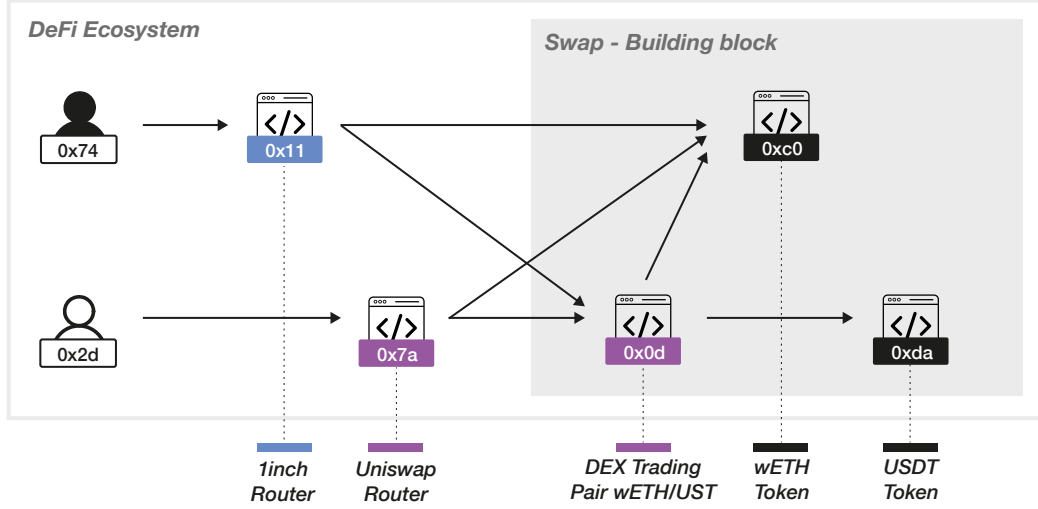 DeFi Ecosystem
Swap - Building block
</>
</>
0x74
0x11
0xc0
</>
</>
</>
0x2d
0x7a
0x0d
0xda
1inch
Router
Uniswap
Router
DEX Trading
Pair wETH/UST
wETH
Token
USDT
Token